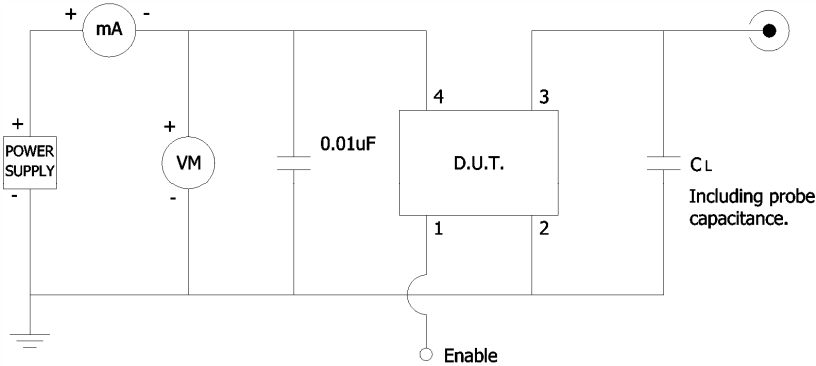 + mA -
4 3
+
POWER
SUPPLY
-
+
VM
-
0.01uF
D.U.T.
CL
Including probe
capacitance.
1 2
Enable